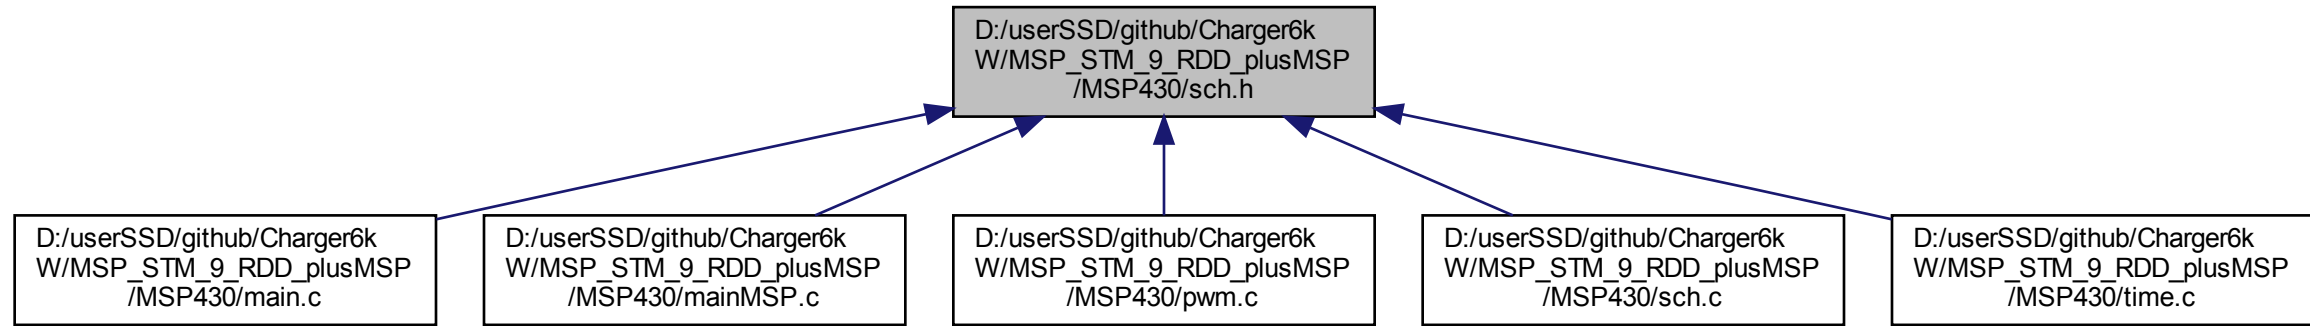 D:/userSSD/github/Charger6k
W/MSP_STM_9_RDD_plusMSP
/MSP430/sch.h
D:/userSSD/github/Charger6k
W/MSP_STM_9_RDD_plusMSP
/MSP430/main.c
D:/userSSD/github/Charger6k
W/MSP_STM_9_RDD_plusMSP
/MSP430/mainMSP.c
D:/userSSD/github/Charger6k
W/MSP_STM_9_RDD_plusMSP
/MSP430/pwm.c
D:/userSSD/github/Charger6k
W/MSP_STM_9_RDD_plusMSP
/MSP430/sch.c
D:/userSSD/github/Charger6k
W/MSP_STM_9_RDD_plusMSP
/MSP430/time.c